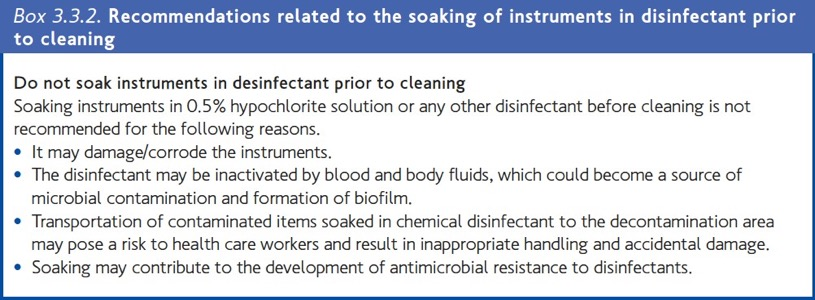 Box 3.3.2. Recommendations related to the soaking of instruments in disinfectant prior
to cleaning
Do not soak instruments in desinfectant prior to cleaning
Soaking instruments in 0.5% hypochlorite solution or any other disinfectant before cleaning is not
recommended for the following reasons.
• It may damage/corrode the instruments.
• The disinfectant may be inactivated by blood and body fluids, which could become a source of
microbial contamination and formation of biofilm.
• Transportation of contaminated items soaked in chemical disinfectant to the decontamination area
may pose a risk to health care workers and result in inappropriate handling and accidental damage.
• Soaking may contribute to the development of antimicrobial resistance to disinfectants.